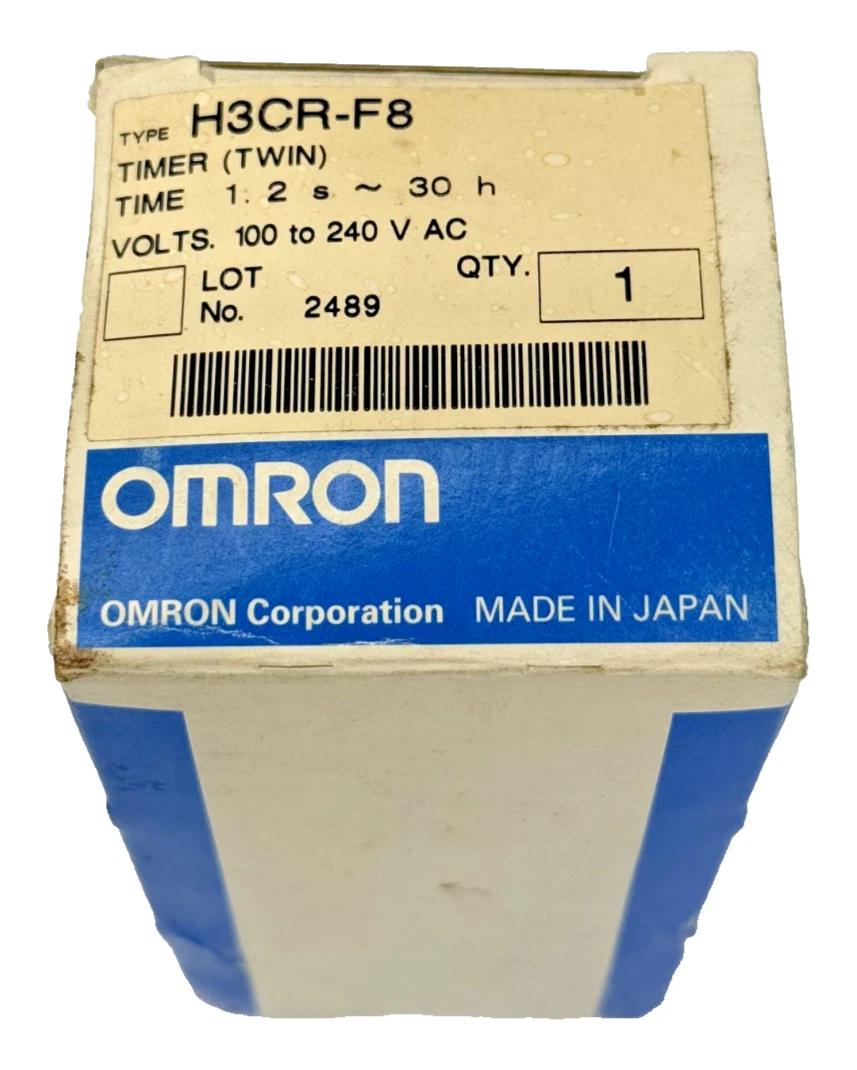 TYPE H3CR-F8
TIMER (TWIN)
TIME 1. 2 s ~ 30 h
VOLTS. 100 to 240 V AC
LOT QTY. 1
No. 2489
OMRON
OMRON Corporation MADE IN JAPAN